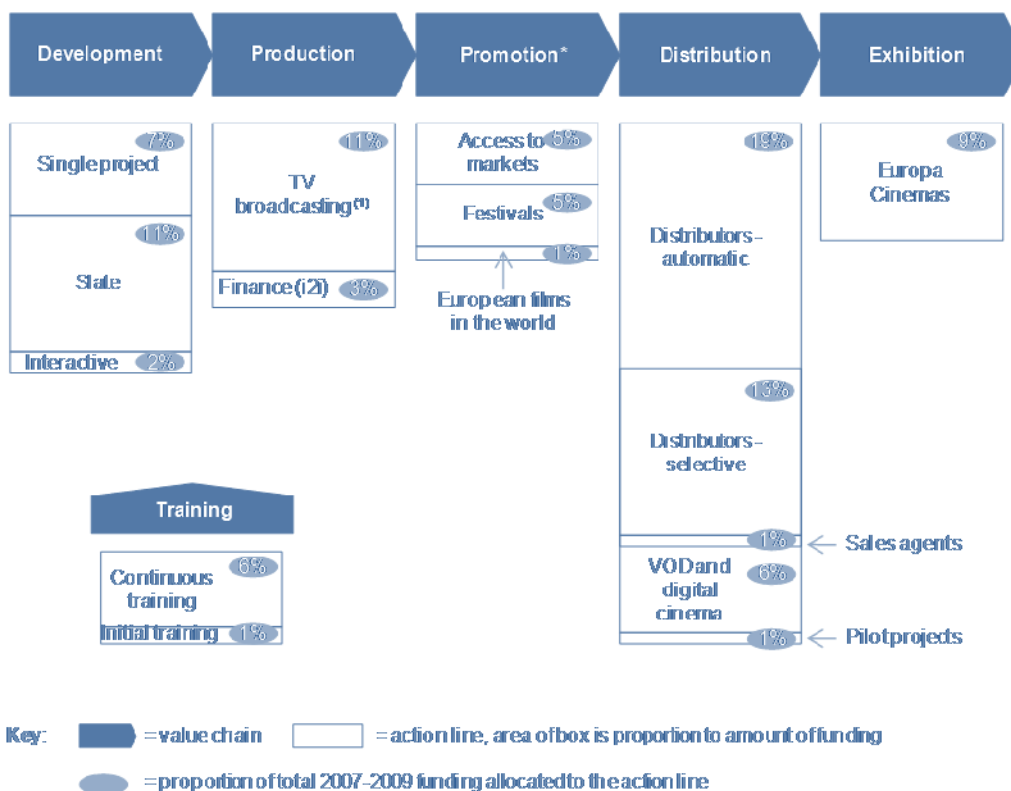 Development
Production
Promotion*
Distribution
Exhibition
7%
Single project
11%
Slate
Interactive 2%
11%
TV
broadcasting(1)
Finance (i2i) 3%
Access to 5%
markets
Festivals 5%
1%
European films
in the world
19%
Distributors –
automatic
13%
Distributors –
selective
1%
Sales agents
VOD and 6%
digital
cinema
1%
Pilot projects
9%
Europa
Cinemas
Training
6%
Continuous
training
Initial training 1%
Key:
= value chain
= action line, area of box is proportion to amount of funding
= proportion of total 2007-2009 funding allocated to the action line